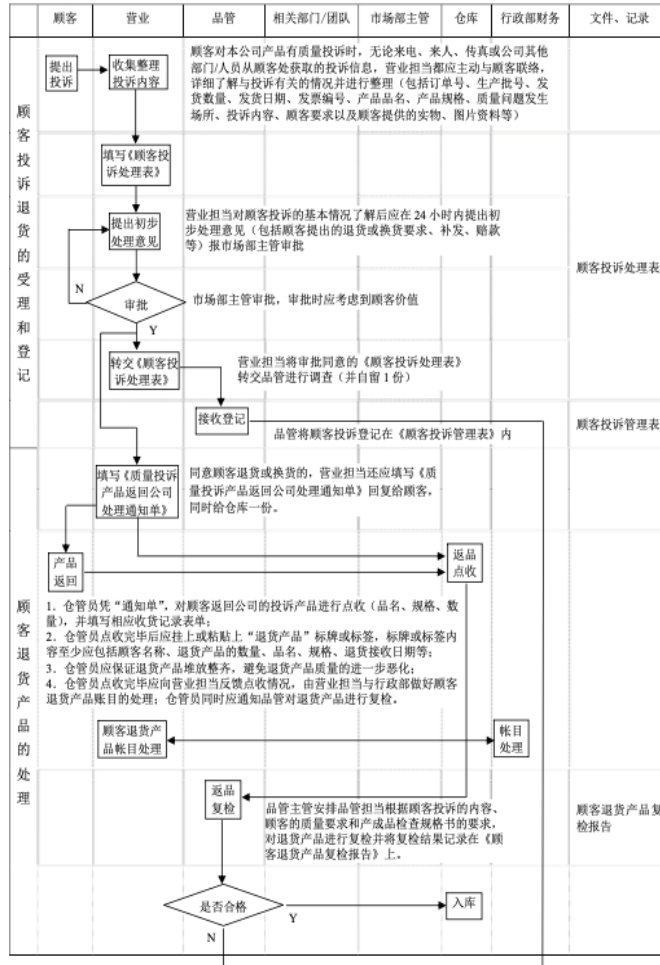 顾客 营业 品管 相关部门/团队 市场部主管 仓库 行政部财务 文件、记录
顾客投诉退货的受理和登记
提出
投诉
收集整理
投诉内容
顾客对本公司产品有质量投诉时，无论来电、来人、传真或公司其他
部门/人员从顾客处获取的投诉信息，营业担当都应主动与顾客联络，
详细了解与投诉有关的情况并进行整理（包括订单号、生产批号、发
货数量、发货日期、发票编号、产品品名、产品规格、质量问题发生
场所、投诉内容、顾客要求以及顾客提供的实物、图片资料等）
填写《顾客投
诉处理表》
提出初步
处理意见
营业担当对顾客投诉的基本情况了解后应在 24 小时内提出初
步处理意见（包括顾客提出的退货或换货要求、补发、赔款
等）报市场部主管审批
顾客投诉处理表
N
审批
市场部主管审批，审批时应考虑到顾客价值
Y
转交《顾客投
诉处理表》
营业担当将审批同意的《顾客投诉处理表》
转交品管进行调查（并自留 1 份）
接收登记
品管将顾客投诉登记在《顾客投诉管理表》内
顾客投诉管理表
顾客退货产品的处理
填写《质量投诉
产品返回公司
处理通知单》
同意顾客退货或换货的，营业担当还应填写《质
量投诉产品返回公司处理通知单》回复给顾客，
同时给仓库一份。
产品
返回
返品
点收
1．仓管员凭“通知单”，对顾客返回公司的投诉产品进行点收（品名、规格、数
量），并填写相应收货记录表单；
2．仓管员点收完毕后应挂上或粘贴上“退货产品”标牌或标签，标牌或标签内
容至少应包括顾客名称、退货产品的数量、品名、规格、退货接收日期等；
3．仓管员应保证退货产品堆放整齐，避免退货产品质量的进一步恶化；
4．仓管员点收完毕应向营业担当反馈点收情况，由营业担当与行政部做好顾客
退货产品账目的处理；仓管员同时应通知品管对退货产品进行复检。
顾客退货产
品帐目处理
帐目
处理
返品
复检
品管主管安排品管担当根据顾客投诉的内容、
顾客的质量要求和产成品检查规格书的要求，
对退货产品进行复检并将复检结果记录在《顾
客退货产品复检报告》上。
顾客退货产品复
检报告
是否合格
Y
入库
N